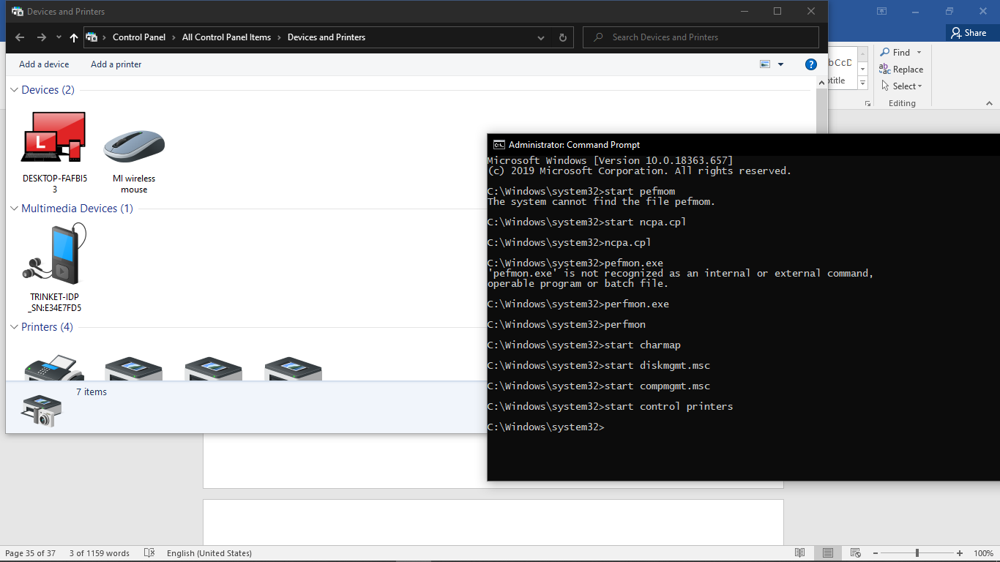 Devices and Printers
Control Panel > All Control Panel Items > Devices and Printers
Search Devices and Printers
Add a device
Add a printer
Devices (2)
L
DESKTOP-FAFBI5
3
MI wireless
mouse
Multimedia Devices (1)
TRINKET-IDP
_SN:E34E7FD5
Printers (4)
7 items
Share
bCcD
btitle
Find
Replace
Select
Editing
Administrator: Command Prompt
Microsoft Windows [Version 10.0.18363.657]
(c) 2019 Microsoft Corporation. All rights reserved.
C:\Windows\system32>start pefmom
The system cannot find the file pefmom.
C:\Windows\system32>start ncpa.cpl
C:\Windows\system32>ncpa.cpl
C:\Windows\system32>pefmon.exe
'pefmon.exe' is not recognized as an internal or external command,
operable program or batch file.
C:\Windows\system32>perfmon.exe
C:\Windows\system32>perfmon
C:\Windows\system32>start charmap
C:\Windows\system32>start diskmgmt.msc
C:\Windows\system32>start compmgmt.msc
C:\Windows\system32>start control printers
C:\Windows\system32>
Page 35 of 37
3 of 1159 words
English (United States)
100%